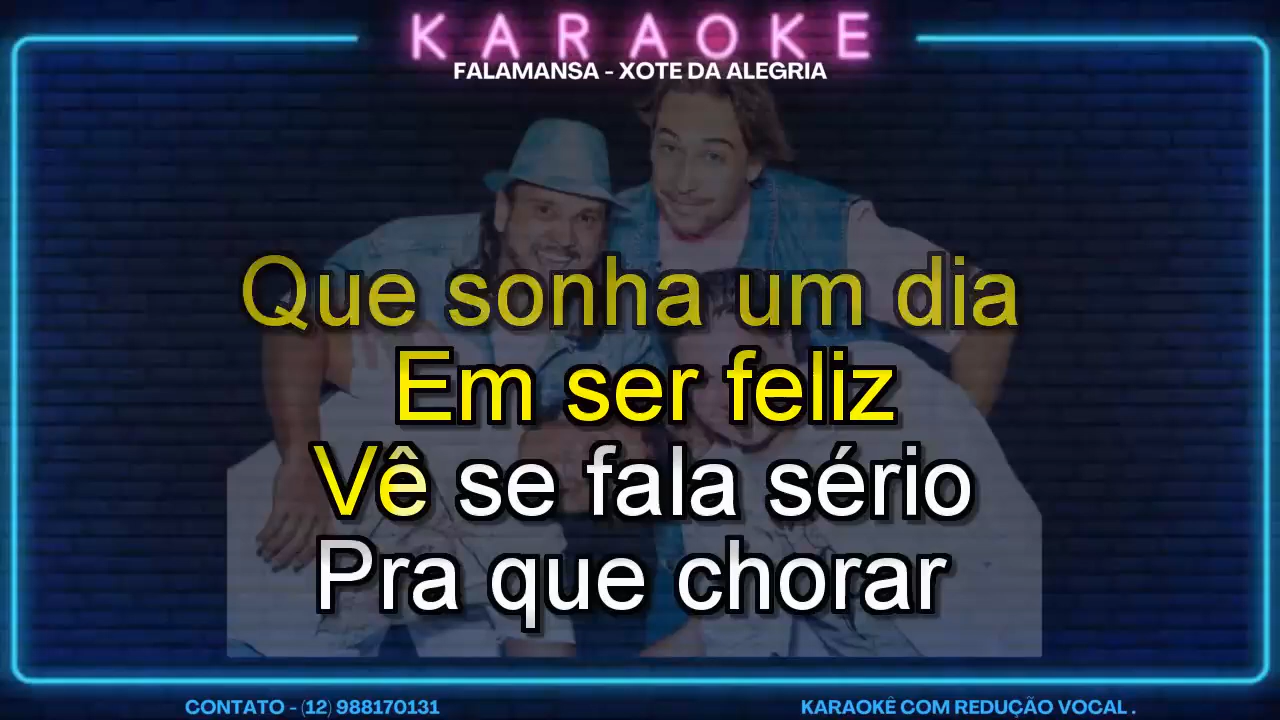 KARAOKE
FALAMANSA - XOTE DA ALEGRIA
Que sonha um dia
Em ser feliz
Vê se fala sério
Pra que chorar
CONTATO - (12) 988170131
KARAOKÊ COM REDUÇÃO VOCAL .